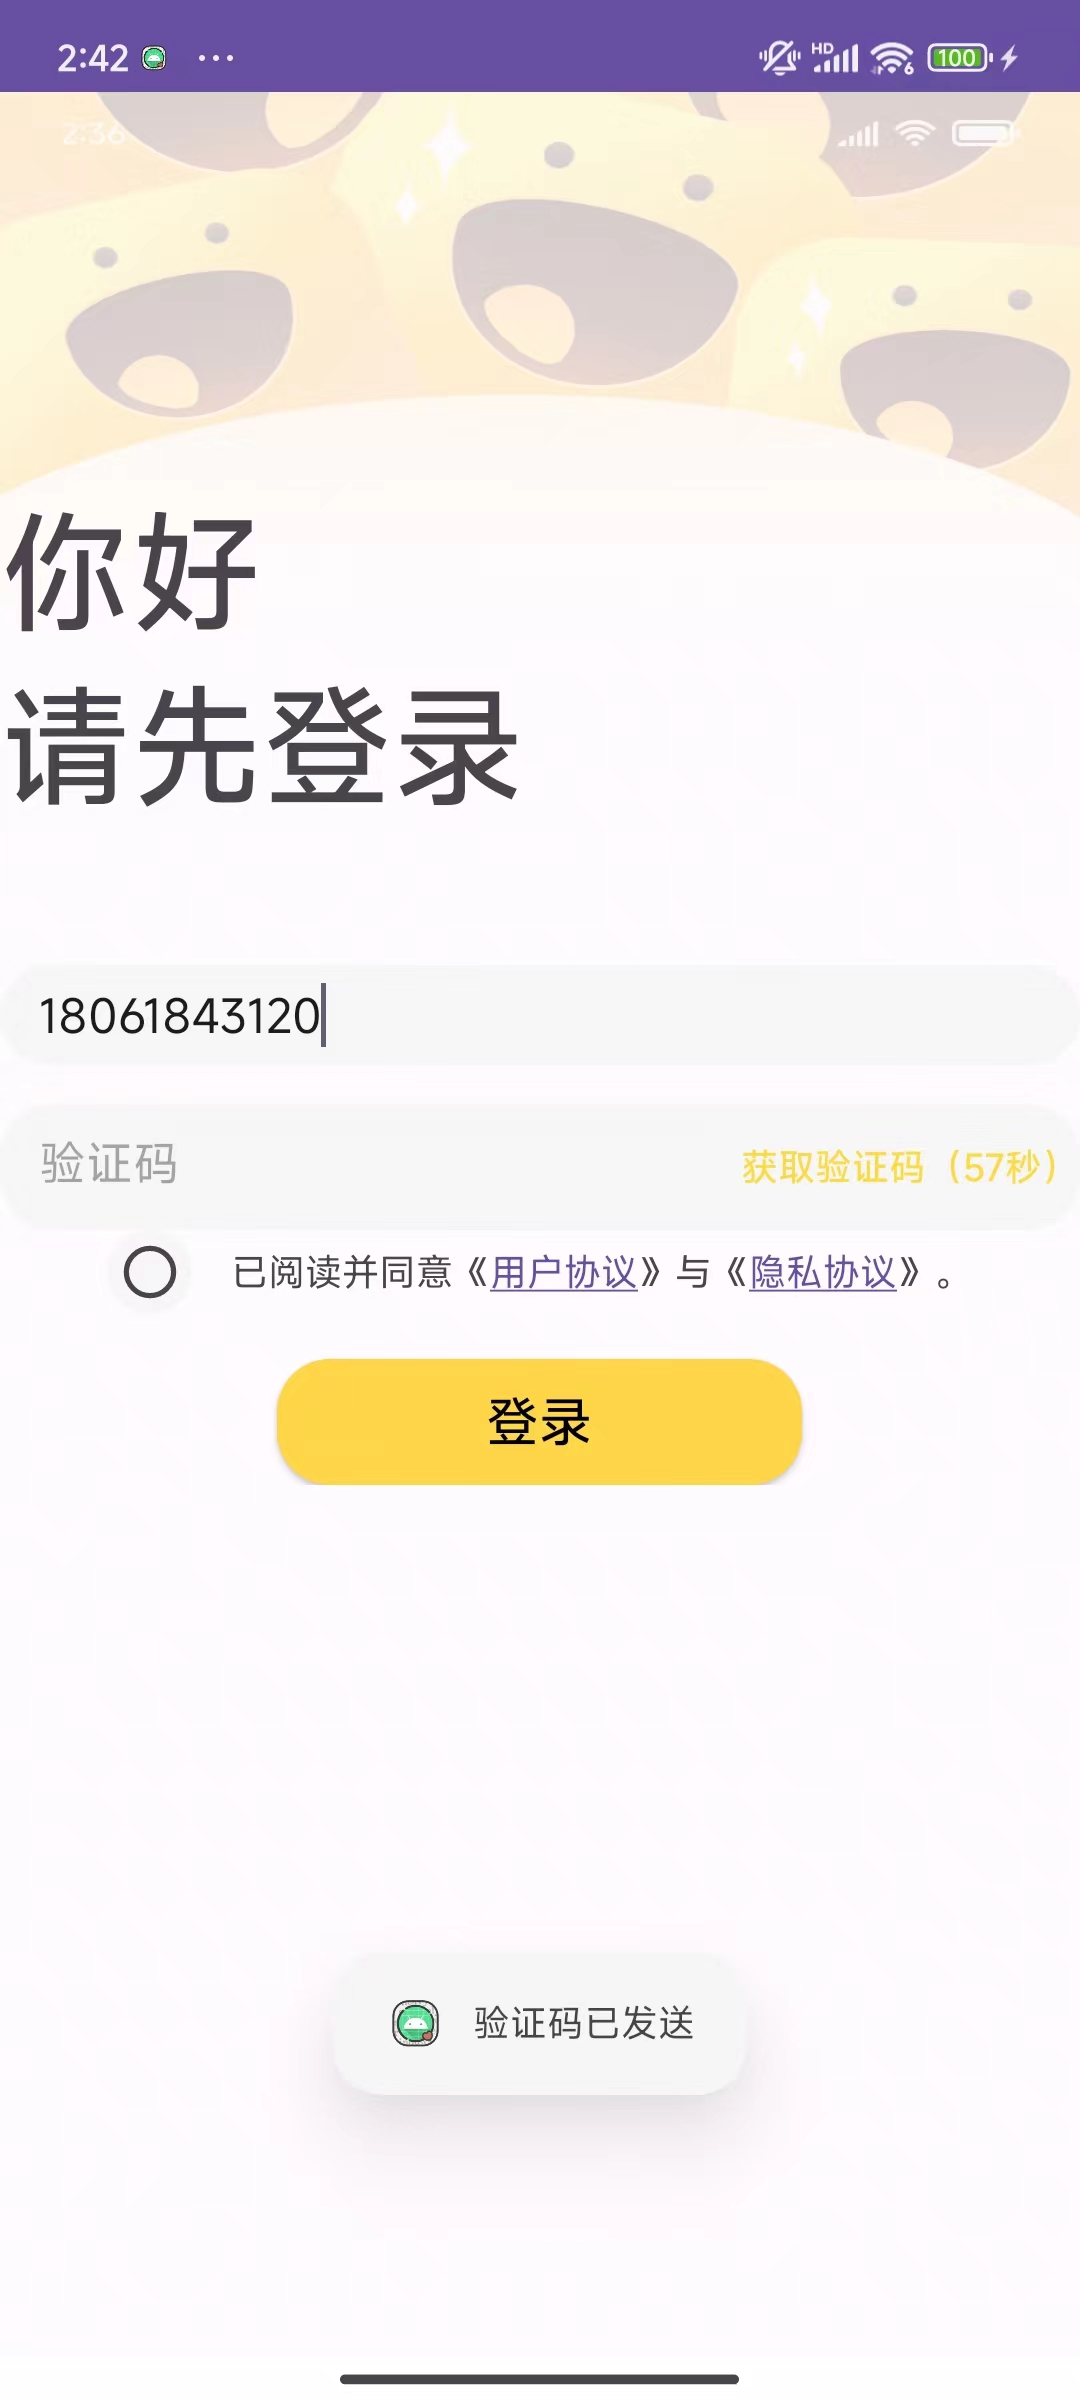 2:42 ...
HD 6 100
2:36
你好
请先登录
18061843120
验证码 获取验证码（57秒）
已阅读并同意《用户协议》与《隐私协议》。
登录
验证码已发送